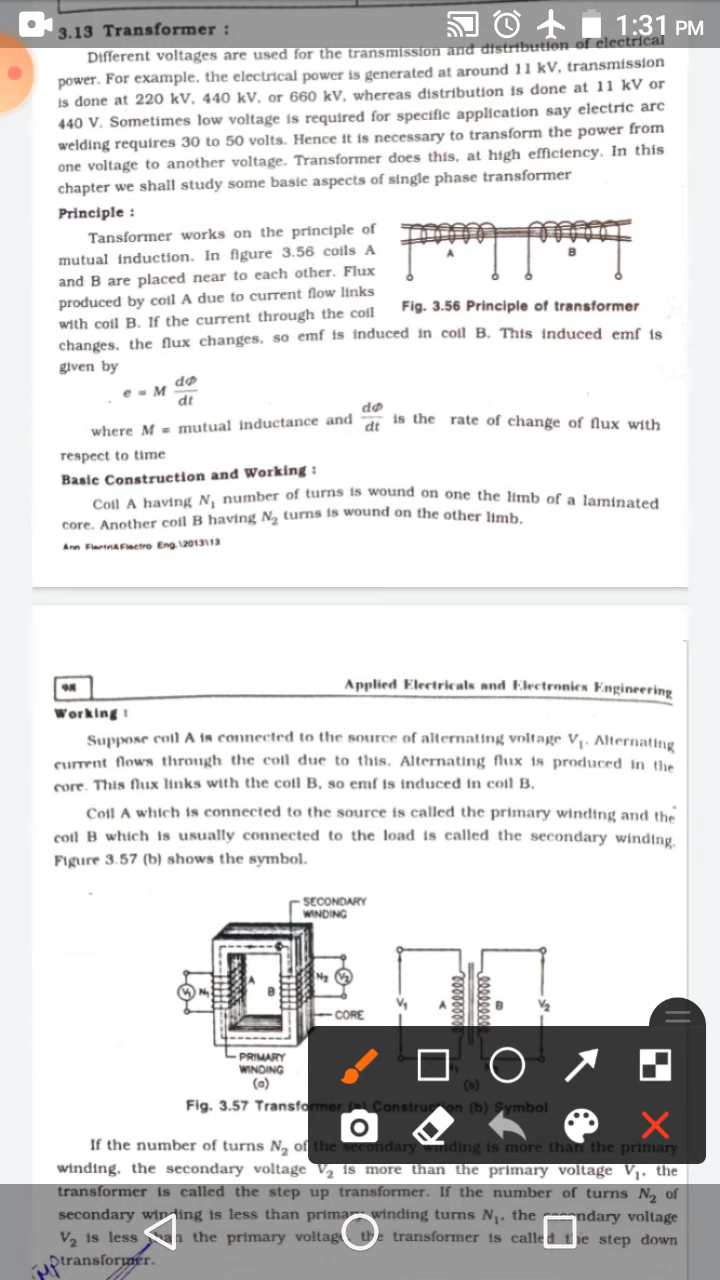 1:31 PM
3.13 Transformer :
Different voltages are used for the transmission and distribution of electrical
power. For example, the electrical power is generated at around 11 kV, transmission
is done at 220 kV, 440 kV, or 660 kV, whereas distribution is done at 11 kV or
440 V. Sometimes low voltage is required for specific application say electric arc
welding requires 30 to 50 volts. Hence it is necessary to transform the power from
one voltage to another voltage. Transformer does this, at high efficiency. In this
chapter we shall study some basic aspects of single phase transformer
Principle :
Tansformer works on the principle of
mutual induction. In figure 3.56 coils A
and B are placed near to each other. Flux
produced by coil A due to current flow links
with coil B. If the current through the coil
A B
Fig. 3.56 Principle of transformer
changes, the flux changes, so emf is induced in coil B. This induced emf is
given by
e = M dΦ/dt
where M = mutual inductance and dΦ/dt is the rate of change of flux with
respect to time
Basic Construction and Working :
Coil A having N₁ number of turns is wound on one the limb of a laminated
core. Another coil B having N₂ turns is wound on the other limb.
Ann Electri&Electro Eng.\2013\13
98
Applied Electricals and Electronics Engineering
Working :
Suppose coil A is connected to the source of alternating voltage V₁. Alternating
current flows through the coil due to this. Alternating flux is produced in the
core. This flux links with the coil B, so emf is induced in coil B.
Coil A which is connected to the source is called the primary winding and the
coil B which is usually connected to the load is called the secondary winding.
Figure 3.57 (b) shows the symbol.
SECONDARY
WINDING
V₁ N₁ A B N₂ V₂
CORE
PRIMARY
WINDING
(a)
V₁ A B V₂
(b)
Fig. 3.57 Transformer (a) Construction (b) Symbol
If the number of turns N₂ of the secondary winding is more than the primary
winding, the secondary voltage V₂ is more than the primary voltage V₁, the
transformer is called the step up transformer. If the number of turns N₂ of
secondary winding is less than primary winding turns N₁, the secondary voltage
V₂ is less than the primary voltage, the transformer is called the step down
transformer.
IMP